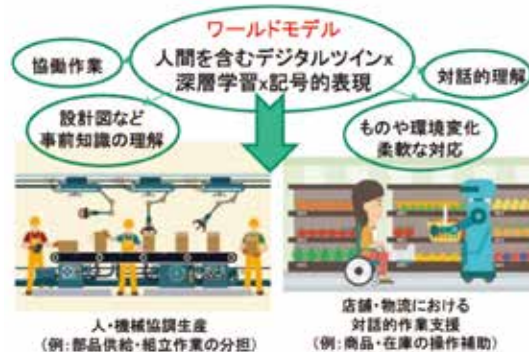 ワールドモデル
人間を含むデジタルツインx
深層学習x記号的表現
協働作業
対話的理解
設計図など
事前知識の理解
ものや環境変化
柔軟な対応
人・機械協調生産
(例:部品供給・組立作業の分担)
店舗・物流における
対話的作業支援
(例:商品・在庫の操作補助)